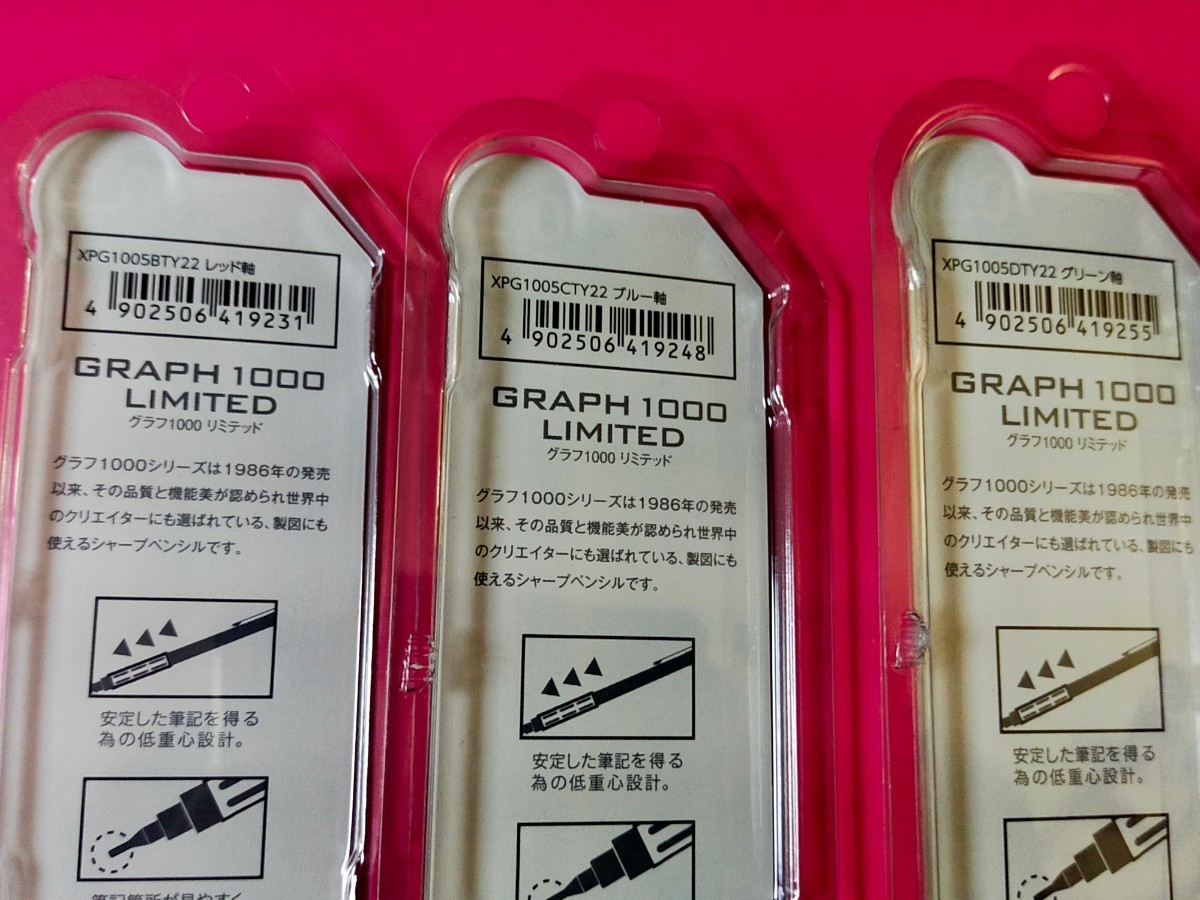 XPG1005BTY22 レッド軸
4 902506 419231
GRAPH 1000
LIMITED
グラフ1000 リミテッド
グラフ1000シリーズは1986年の発売
以来、その品質と機能美が認められ世界中
のクリエイターにも選ばれている、製図にも
使えるシャープペンシルです。
安定した筆記を得る
為の低重心設計。
筆記箇所が見やすく
XPG1005CTY22 ブルー軸
4 902506 419248
GRAPH 1000
LIMITED
グラフ1000 リミテッド
グラフ1000シリーズは1986年の発売
以来、その品質と機能美が認められ世界中
のクリエイターにも選ばれている、製図にも
使えるシャープペンシルです。
安定した筆記を得る
為の低重心設計。
XPG1005DTY22 グリーン軸
4 902506 419255
GRAPH 1000
LIMITED
グラフ1000 リミテッド
グラフ1000シリーズは1986年の発売
以来、その品質と機能美が認められ世界中
のクリエイターにも選ばれている、製図にも
使えるシャープペンシルです。
安定した筆記を得る
為の低重心設計。